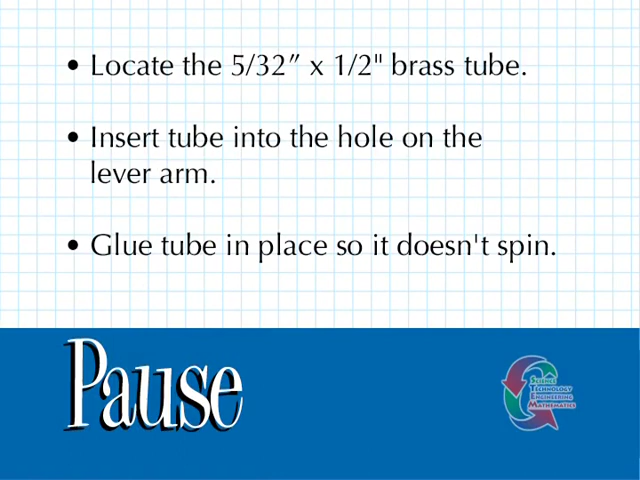 • Locate the 5/32” x 1/2" brass tube.
• Insert tube into the hole on the
lever arm.
• Glue tube in place so it doesn't spin.
Pause
Science
Technology
Engineering
Mathematics